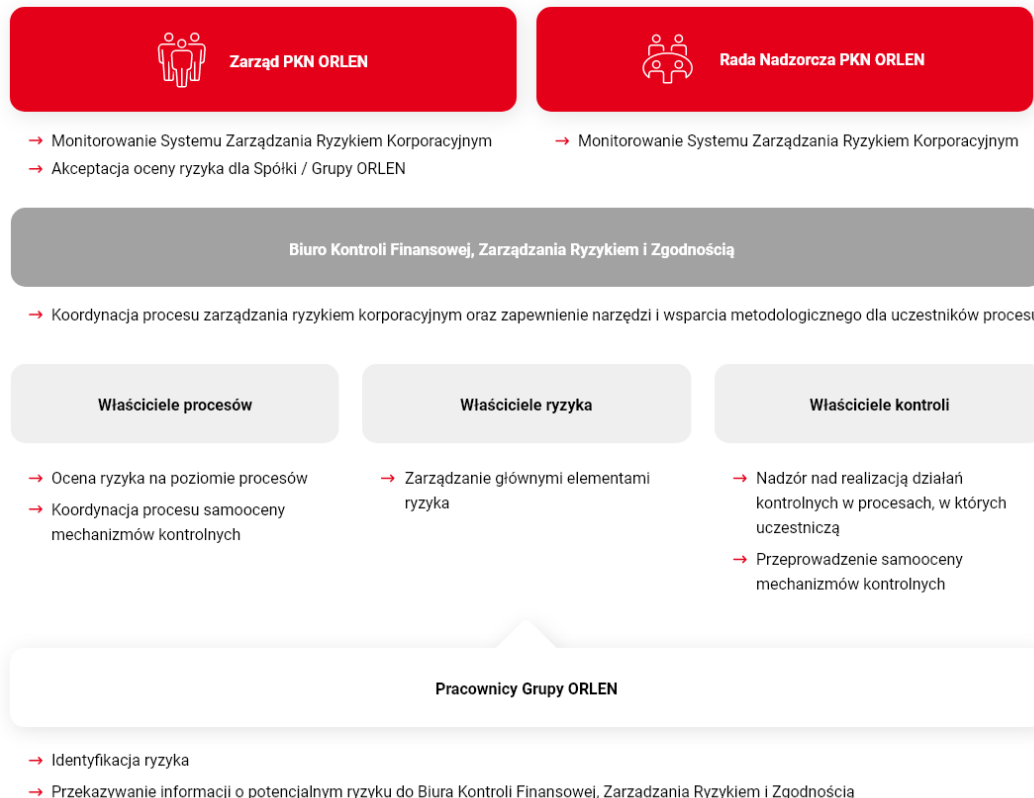 Zarząd PKN ORLEN
Rada Nadzorcza PKN ORLEN
→ Monitorowanie Systemu Zarządzania Ryzykiem Korporacyjnym
→ Akceptacja oceny ryzyka dla Spółki / Grupy ORLEN
→ Monitorowanie Systemu Zarządzania Ryzykiem Korporacyjnym
Biuro Kontroli Finansowej, Zarządzania Ryzykiem i Zgodnością
→ Koordynacja procesu zarządzania ryzykiem korporacyjnym oraz zapewnienie narzędzi i wsparcia metodologicznego dla uczestników procesu
Właściciele procesów
→ Ocena ryzyka na poziomie procesów
→ Koordynacja procesu samooceny
mechanizmów kontrolnych
Właściciele ryzyka
→ Zarządzanie głównymi elementami
ryzyka
Właściciele kontroli
→ Nadzór nad realizacją działań
kontrolnych w procesach, w których
uczestniczą
→ Przeprowadzenie samooceny
mechanizmów kontrolnych
Pracownicy Grupy ORLEN
→ Identyfikacja ryzyka
→ Przekazywanie informacji o potencjalnym ryzyku do Biura Kontroli Finansowej, Zarządzania Ryzykiem i Zgodnością